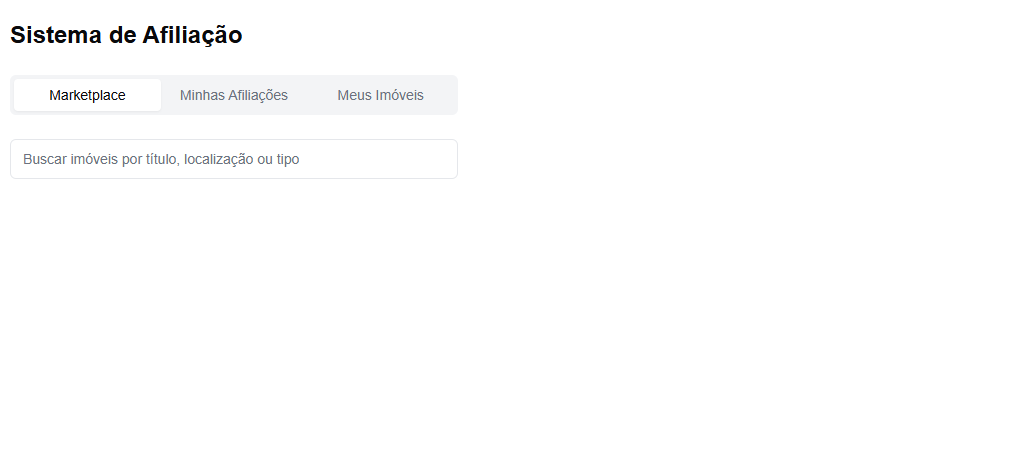 Sistema de Afiliação
Marketplace Minhas Afiliações Meus Imóveis
Buscar imóveis por título, localização ou tipo